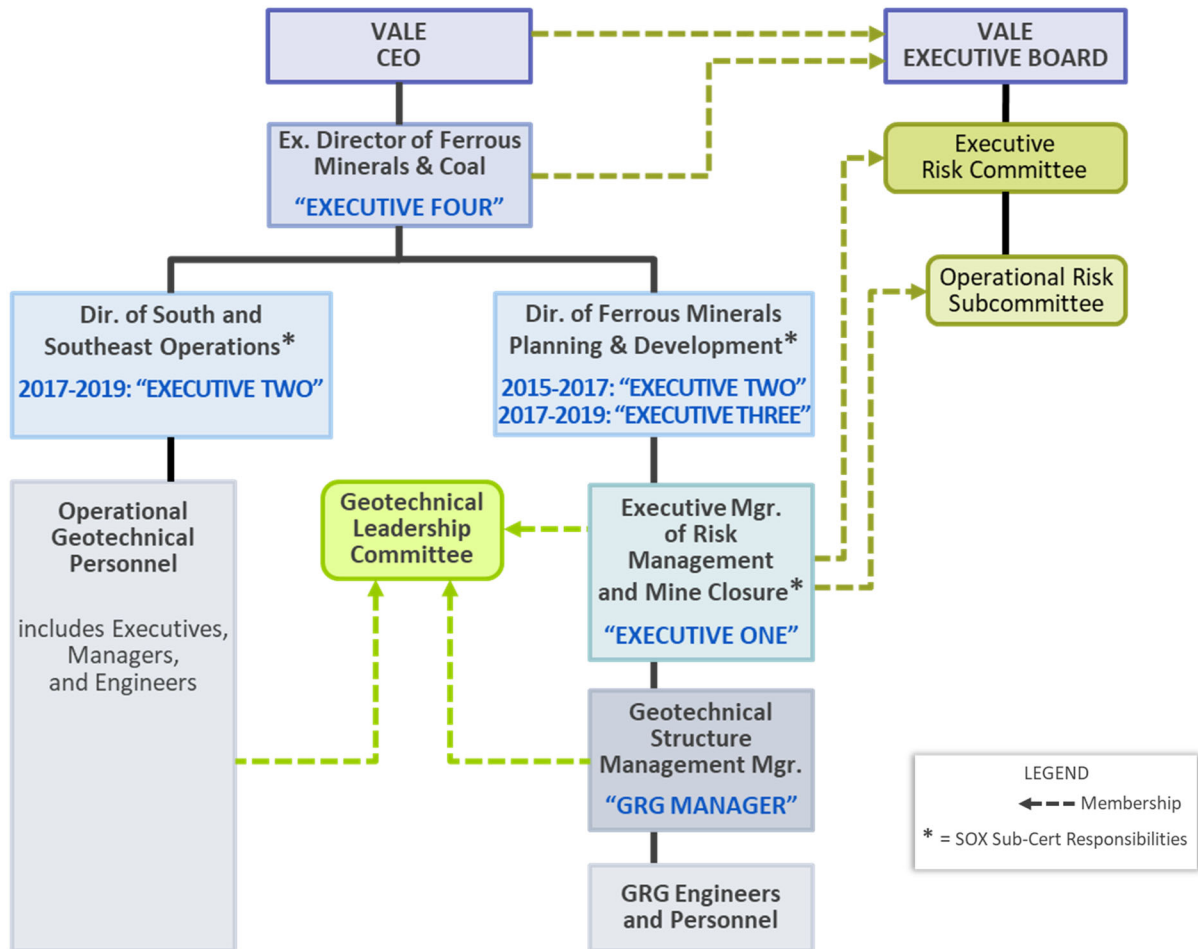 VALE
CEO
VALE
EXECUTIVE BOARD
Ex. Director of Ferrous
Minerals & Coal
“EXECUTIVE FOUR”
Executive
Risk Committee
Operational Risk
Subcommittee
Dir. of South and
Southeast Operations*
2017-2019: “EXECUTIVE TWO”
Dir. of Ferrous Minerals
Planning & Development*
2015-2017: “EXECUTIVE TWO”
2017-2019: “EXECUTIVE THREE”
Operational
Geotechnical
Personnel
includes Executives,
Managers,
and Engineers
Geotechnical
Leadership
Committee
Executive Mgr.
of Risk
Management
and Mine Closure*
“EXECUTIVE ONE”
Geotechnical
Structure
Management Mgr.
“GRG MANAGER”
GRG Engineers
and Personnel
LEGEND
Membership
* = SOX Sub-Cert Responsibilities